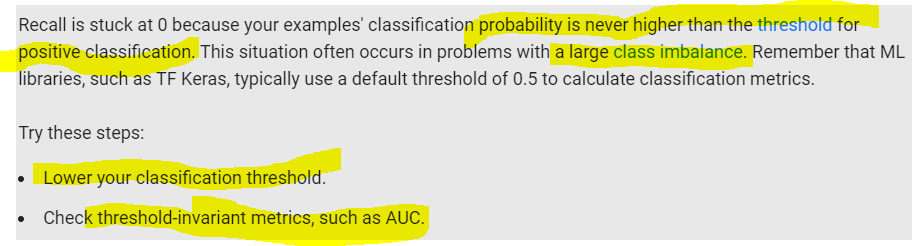 Recall is stuck at 0 because your examples' classification probability is never higher than the threshold for
positive classification. This situation often occurs in problems with a large class imbalance. Remember that ML
libraries, such as TF Keras, typically use a default threshold of 0.5 to calculate classification metrics.
Try these steps:
• Lower your classification threshold.
• Check threshold-invariant metrics, such as AUC.